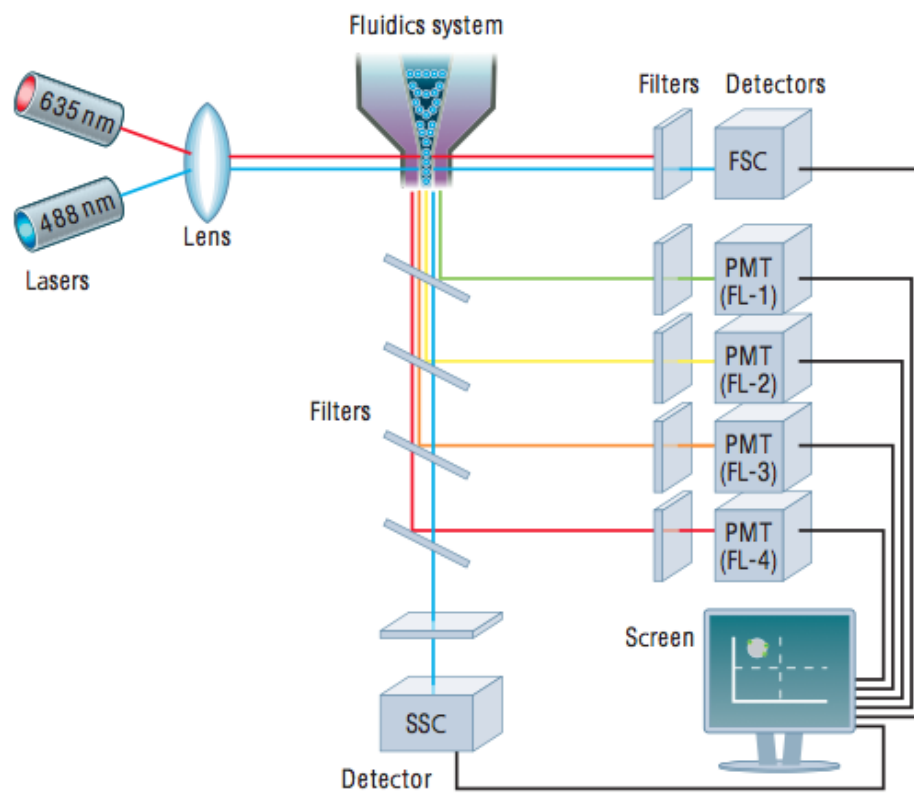 Fluidics system
635 nm
488 nm
Lasers
Lens
Filters
Detectors
FSC
PMT
(FL-1)
PMT
(FL-2)
Filters
PMT
(FL-3)
PMT
(FL-4)
Screen
SSC
Detector